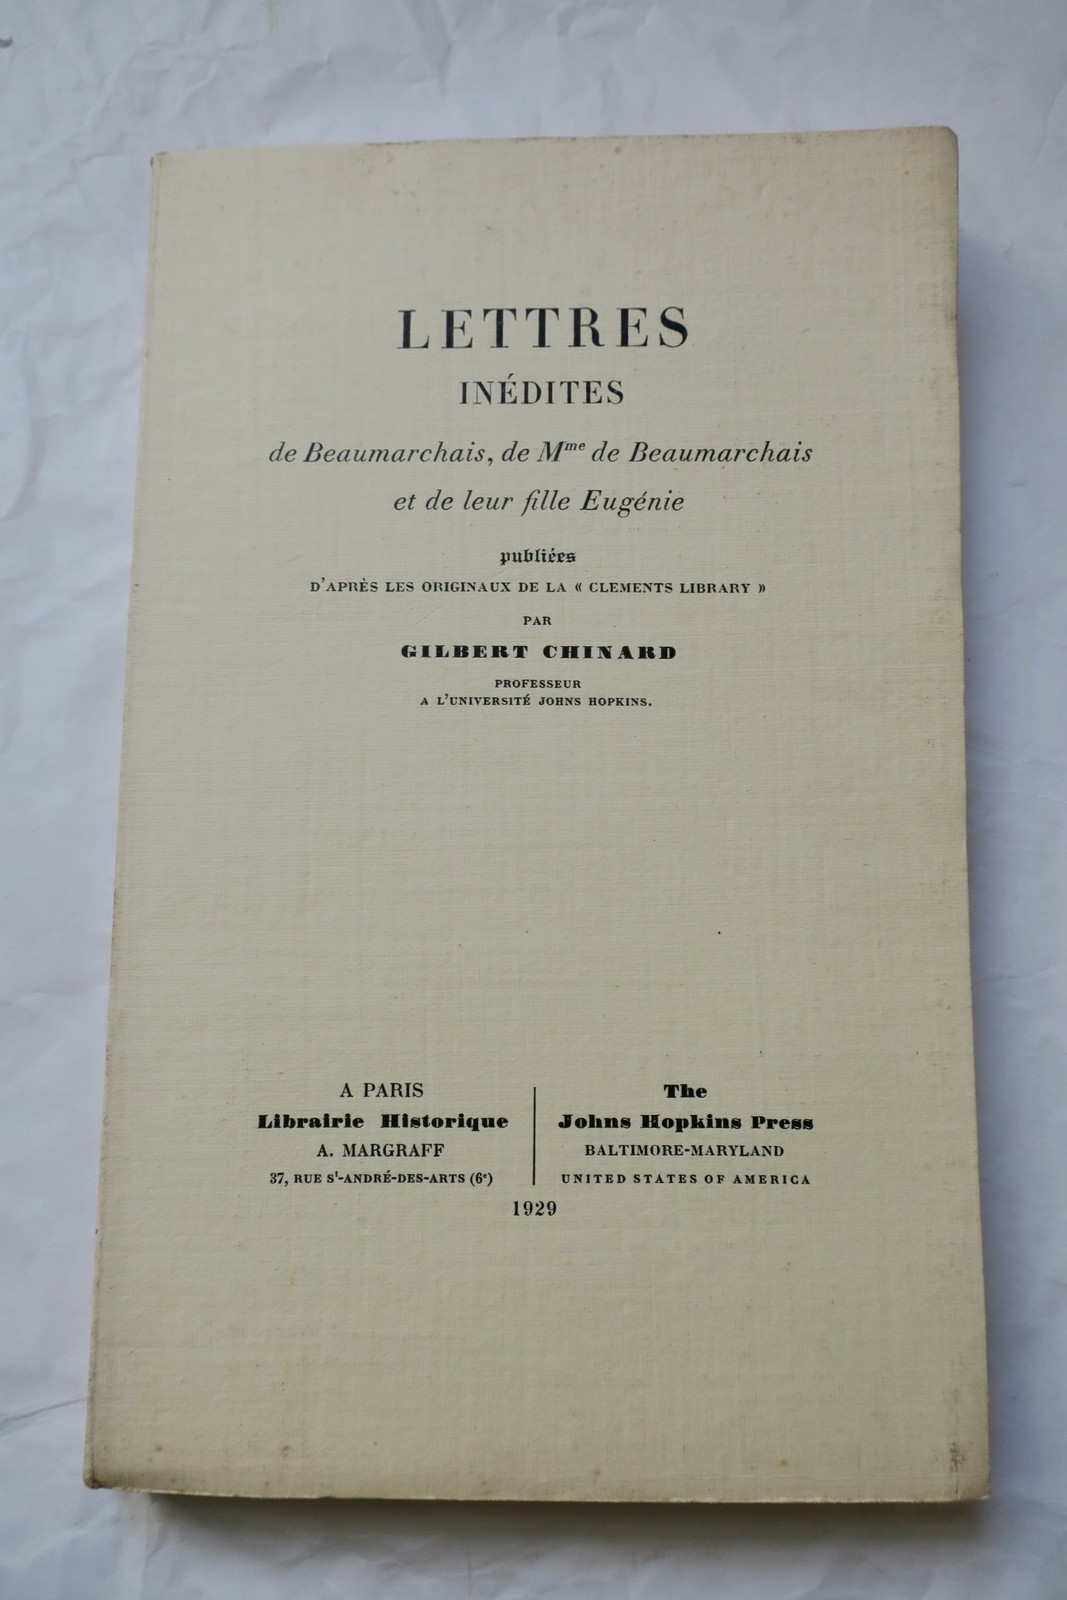 LETTRES
INÉDITES
de Beaumarchais, de Mme de Beaumarchais
et de leur fille Eugénie
publiées
D'APRÈS LES ORIGINAUX DE LA « CLEMENTS LIBRARY »
PAR
GILBERT CHINARD
PROFESSEUR
A L'UNIVERSITÉ JOHNS HOPKINS.
A PARIS
Librairie Historique
A. MARGRAFF
37, RUE St-ANDRÉ-DES-ARTS (6e)
The
Johns Hopkins Press
BALTIMORE-MARYLAND
UNITED STATES OF AMERICA
1929